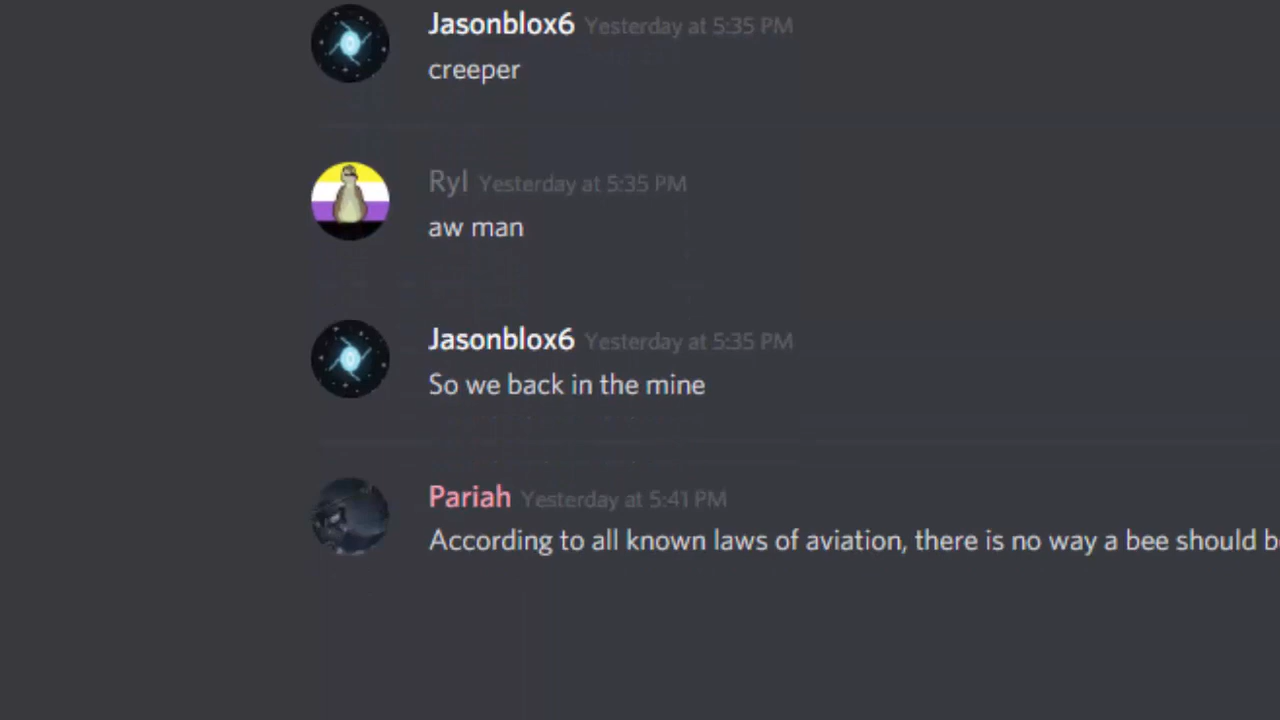 Jasonblox6 Yesterday at 5:35 PM
creeper
Ryl Yesterday at 5:35 PM
aw man
Jasonblox6 Yesterday at 5:35 PM
So we back in the mine
Pariah Yesterday at 5:41 PM
According to all known laws of aviation, there is no way a bee should